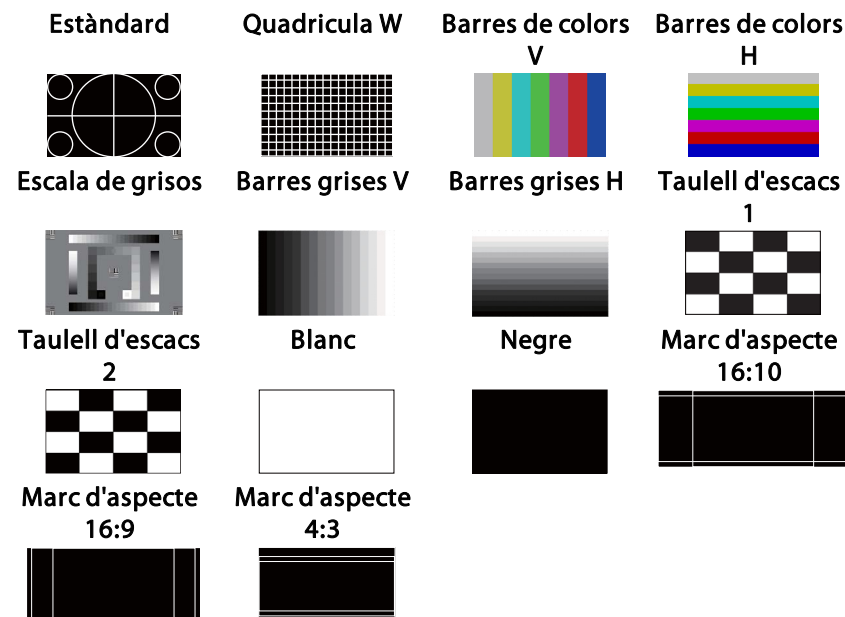 Estàndard
Quadricula W
Barres de colors
V
Barres de colors
H
Escala de grisos
Barres grises V
Barres grises H
Taulell d'escacs
1
Taulell d'escacs
2
Blanc
Negre
Marc d'aspecte
16:10
Marc d'aspecte
16:9
Marc d'aspecte
4:3